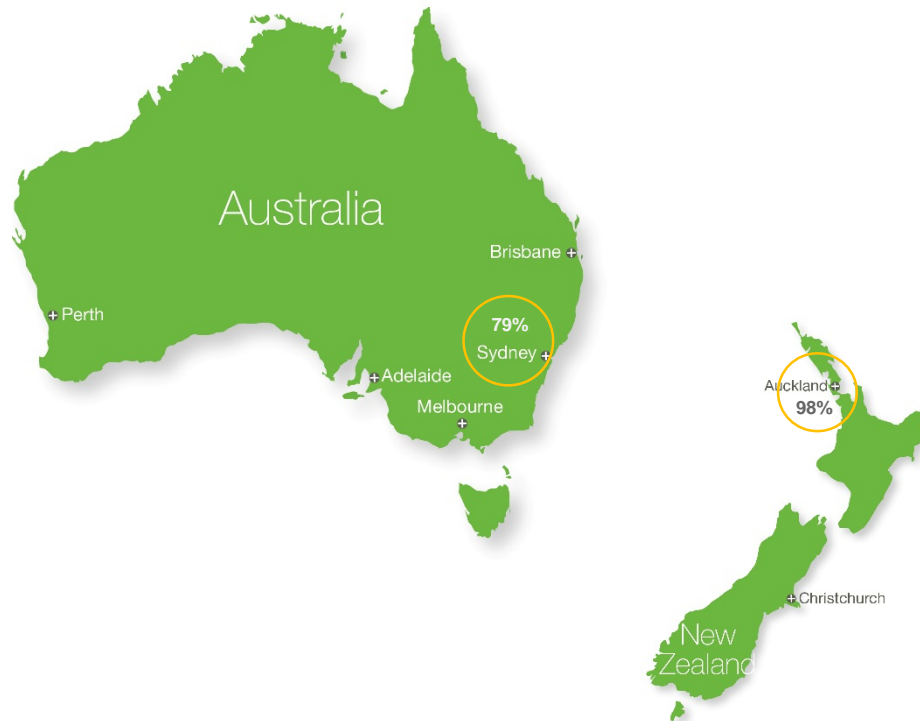 Australia
Brisbane
79%
Perth
Sydney
Adelaide
Auckland
Melbourne
98%
Christchurch
New
Zealand